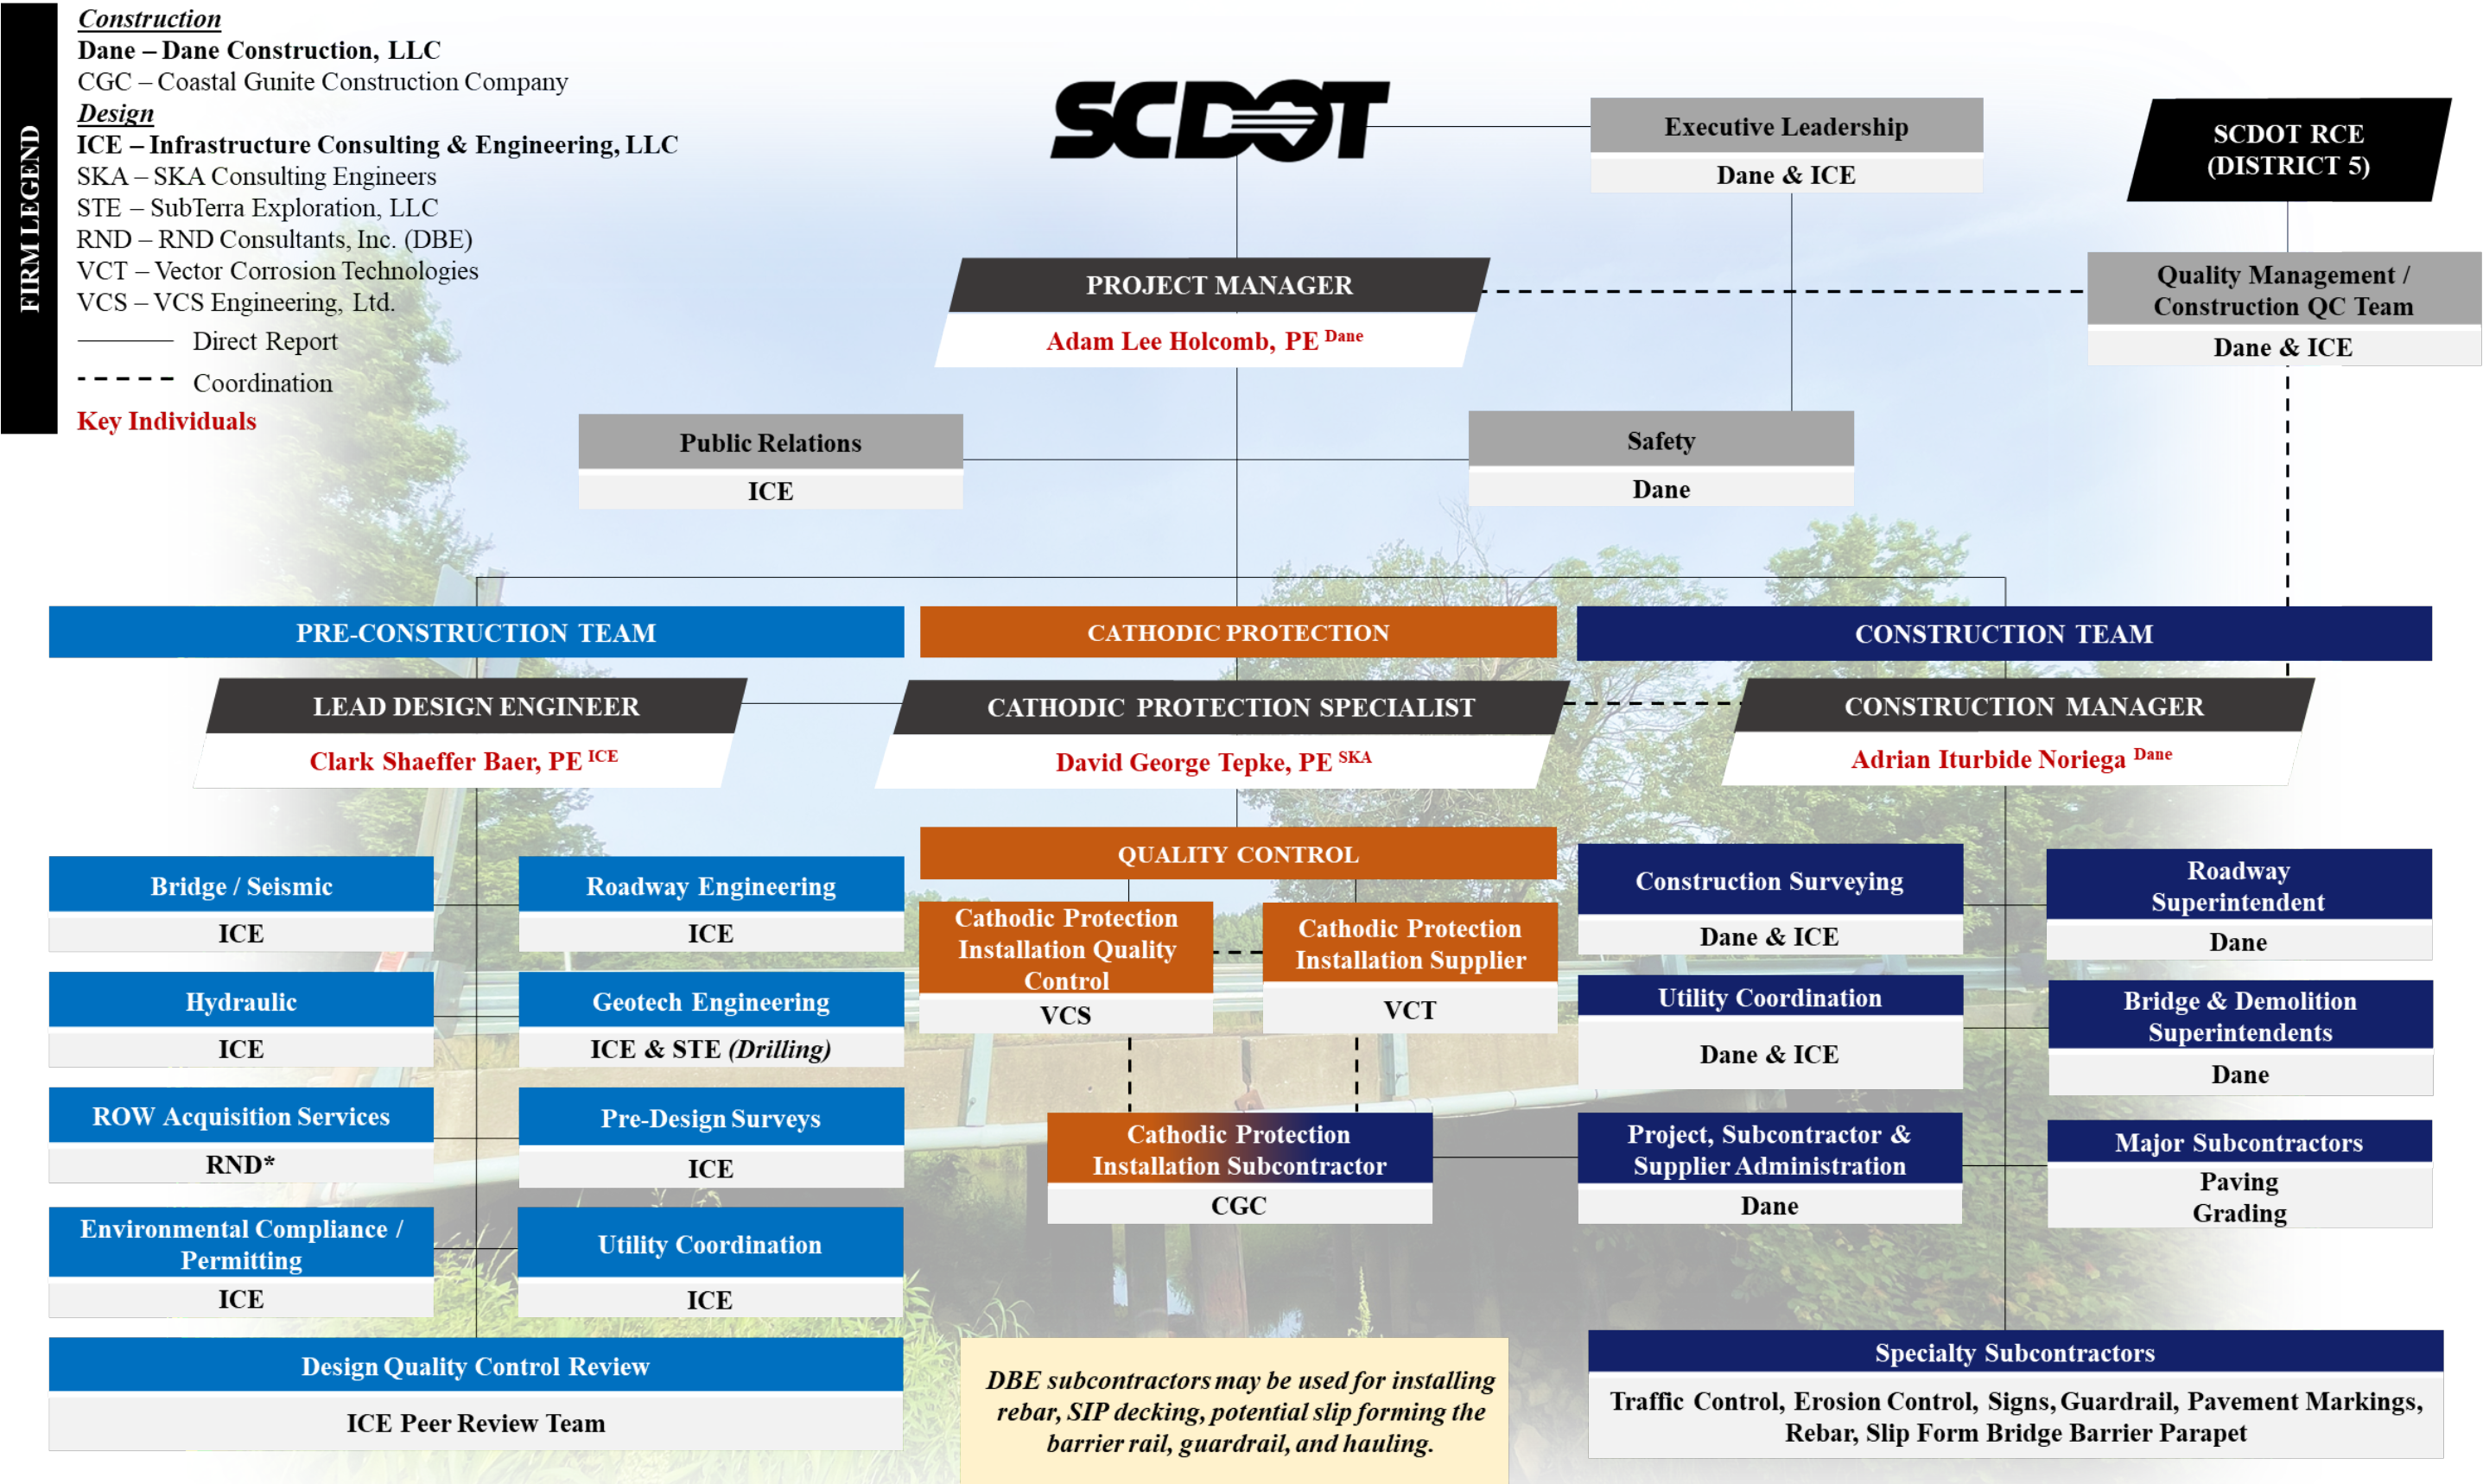 FIRM LEGEND
Construction
Dane – Dane Construction, LLC
CGC – Coastal Gunite Construction Company
Design
ICE – Infrastructure Consulting & Engineering, LLC
SKA – SKA Consulting Engineers
STE – SubTerra Exploration, LLC
RND – RND Consultants, Inc. (DBE)
VCT – Vector Corrosion Technologies
VCS – VCS Engineering, Ltd.
Direct Report
Coordination
Key Individuals
SCDOT
Executive Leadership
Dane & ICE
SCDOT RCE
(DISTRICT 5)
Quality Management /
Construction QC Team
Dane & ICE
PROJECT MANAGER
Adam Lee Holcomb, PE Dane
Public Relations
ICE
Safety
Dane
PRE-CONSTRUCTION TEAM
LEAD DESIGN ENGINEER
Clark Shaeffer Baer, PE ICE
Bridge / Seismic
ICE
Roadway Engineering
ICE
Hydraulic
ICE
Geotech Engineering
ICE & STE (Drilling)
ROW Acquisition Services
RND*
Pre-Design Surveys
ICE
Environmental Compliance /
Permitting
ICE
Utility Coordination
ICE
Design Quality Control Review
ICE Peer Review Team
CATHODIC PROTECTION
CATHODIC PROTECTION SPECIALIST
David George Tepke, PE SKA
QUALITY CONTROL
Cathodic Protection
Installation Quality
Control
VCS
Cathodic Protection
Installation Supplier
VCT
Cathodic Protection
Installation Subcontractor
CGC
DBE subcontractors may be used for installing
rebar, SIP decking, potential slip forming the
barrier rail, guardrail, and hauling.
CONSTRUCTION TEAM
CONSTRUCTION MANAGER
Adrian Iturbide Noriega Dane
Construction Surveying
Dane & ICE
Roadway
Superintendent
Dane
Utility Coordination
Dane & ICE
Bridge & Demolition
Superintendents
Dane
Project, Subcontractor &
Supplier Administration
Dane
Major Subcontractors
Paving
Grading
Specialty Subcontractors
Traffic Control, Erosion Control, Signs, Guardrail, Pavement Markings,
Rebar, Slip Form Bridge Barrier Parapet